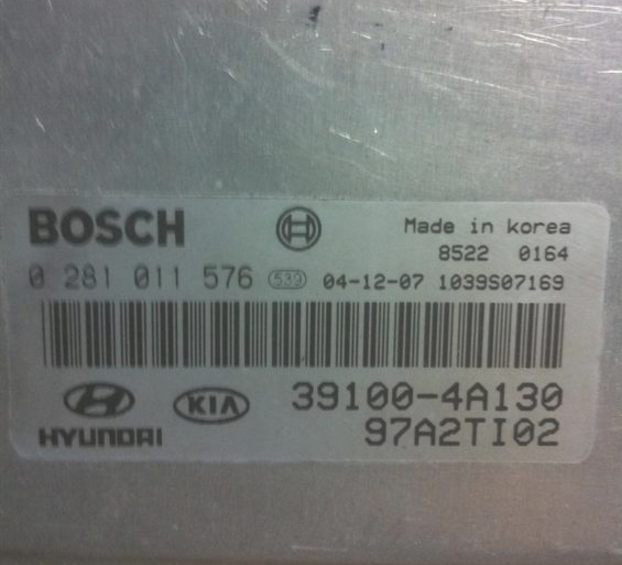 BOSCH
Made in korea
8522 0164
0 281 011 576 539 04-12-07 1039S07169
HYUNDAI
KIA
39100-4A130
97A2TI02